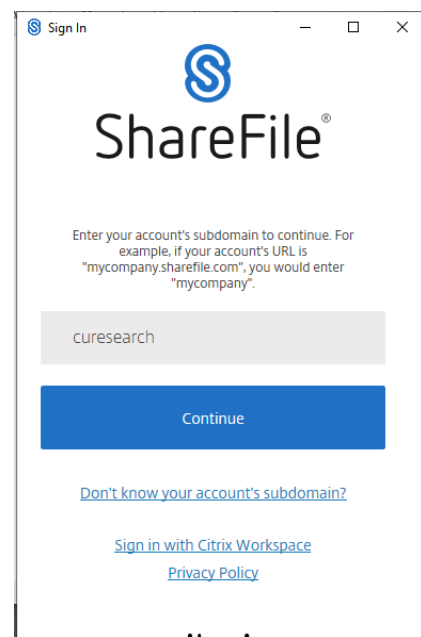 Sign In
ShareFile®
Enter your account's subdomain to continue. For
example, if your account's URL is
"mycompany.sharefile.com", you would enter
"mycompany".
curesearch
Continue
Don't know your account's subdomain?
Sign in with Citrix Workspace
Privacy Policy